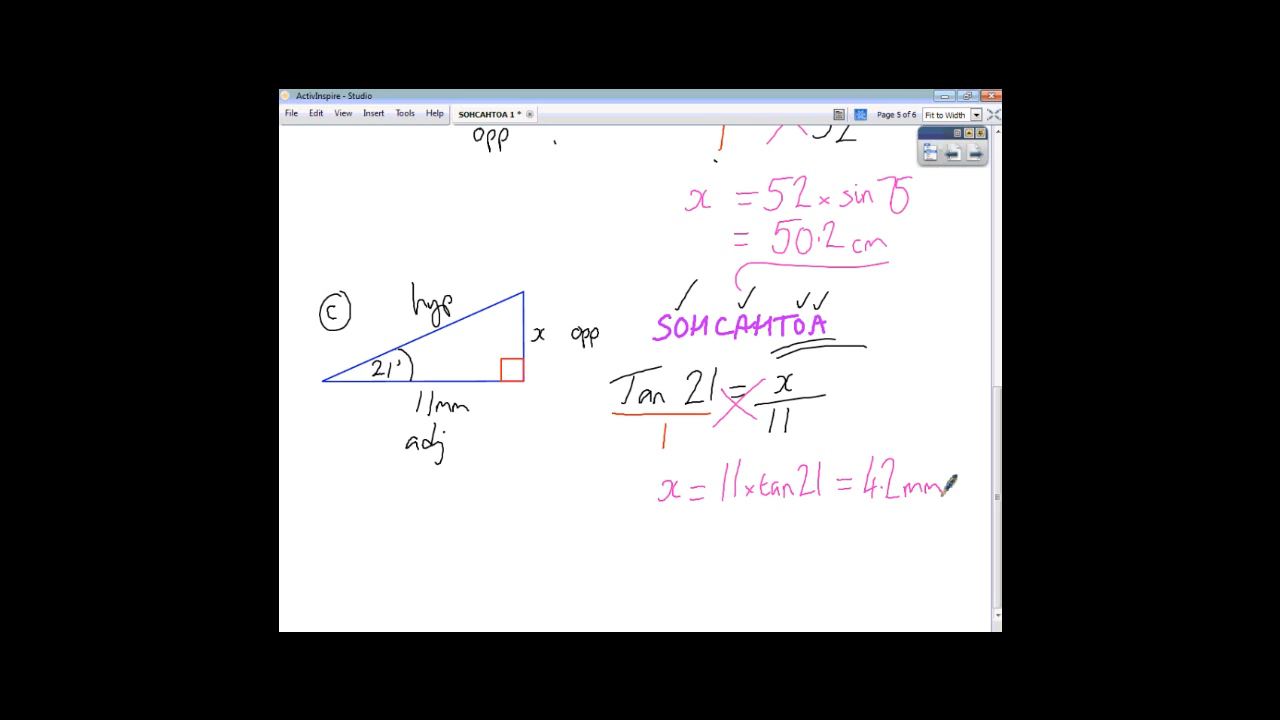 ActivInspire - Studio
File Edit View Insert Tools Help SOHCAHTOA 1 * Page 5 of 6 Fit to Width
opp 1 52
x = 52 × sin 75
= 50.2 cm
C hyp
SOHCAHTOA
x opp
21°
Tan 21 = x
1 11
11mm
adj
x = 11 × tan 21 = 4.2mm